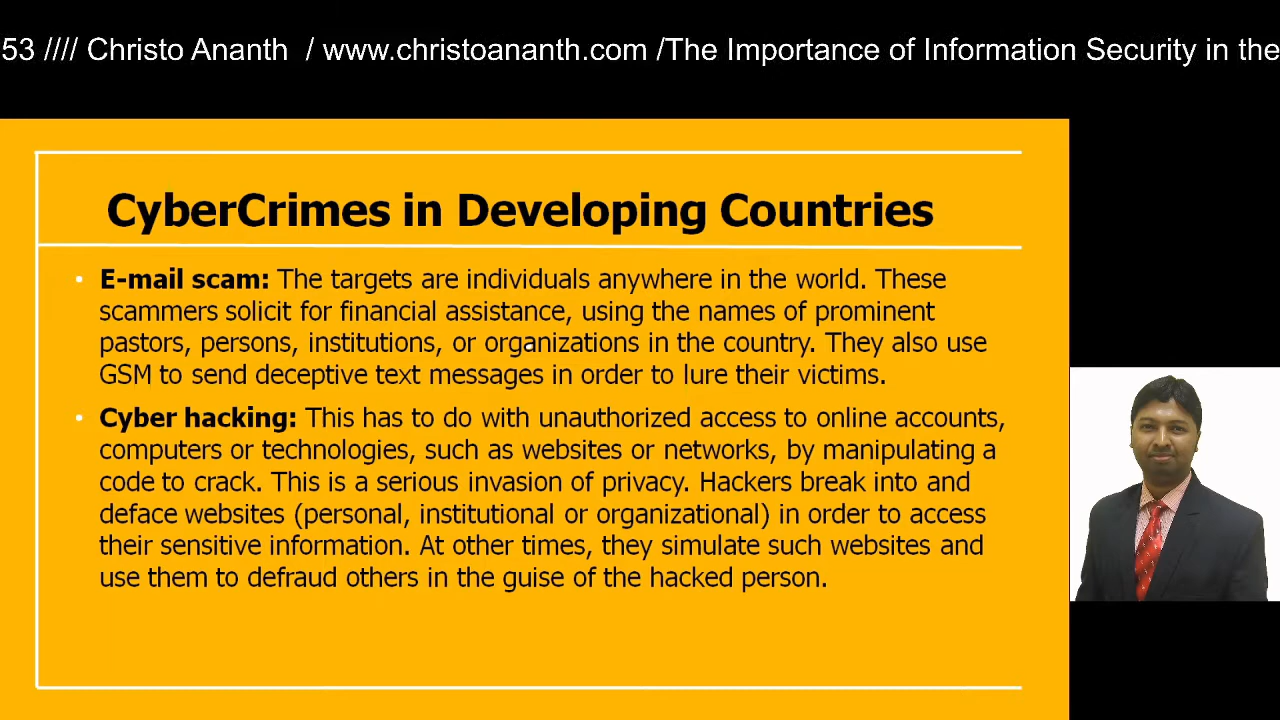 53 //// Christo Ananth / www.christoananth.com /The Importance of Information Security in the
CyberCrimes in Developing Countries
• E-mail scam: The targets are individuals anywhere in the world. These
scammers solicit for financial assistance, using the names of prominent
pastors, persons, institutions, or organizations in the country. They also use
GSM to send deceptive text messages in order to lure their victims.
• Cyber hacking: This has to do with unauthorized access to online accounts,
computers or technologies, such as websites or networks, by manipulating a
code to crack. This is a serious invasion of privacy. Hackers break into and
deface websites (personal, institutional or organizational) in order to access
their sensitive information. At other times, they simulate such websites and
use them to defraud others in the guise of the hacked person.